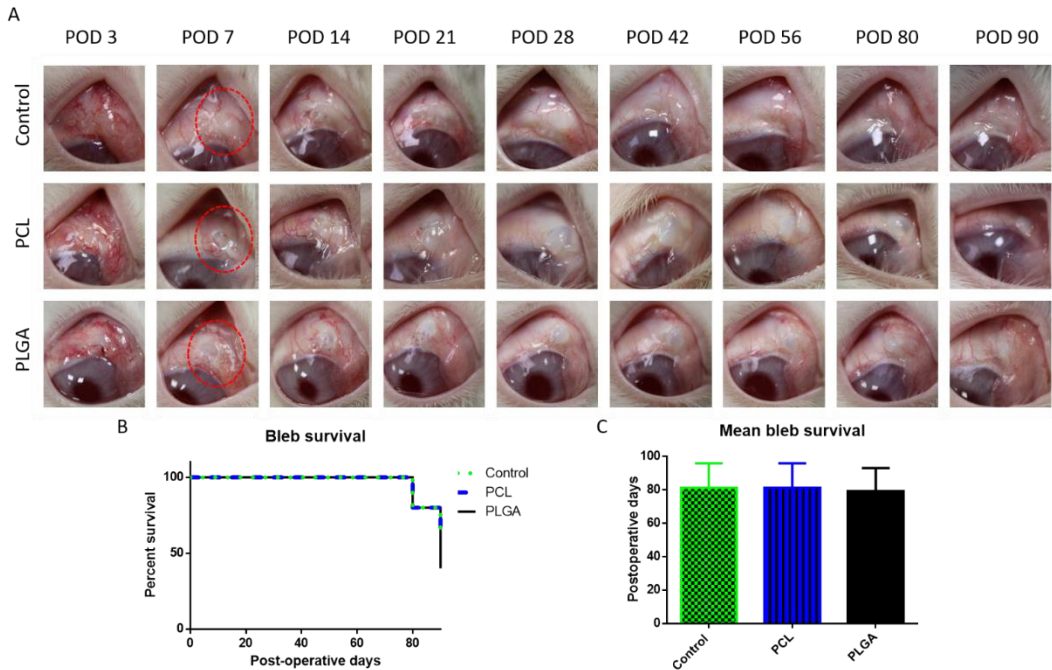 A
POD 3 POD 7 POD 14 POD 21 POD 28 POD 42 POD 56 POD 80 POD 90
Control
PCL
PLGA
B
Bleb survival
Percent survival
100
50
0
0 20 40 60 80
Post-operative days
Control
PCL
PLGA
C
Mean bleb survival
Postoperative days
100
80
60
40
20
0
Control PCL PLGA